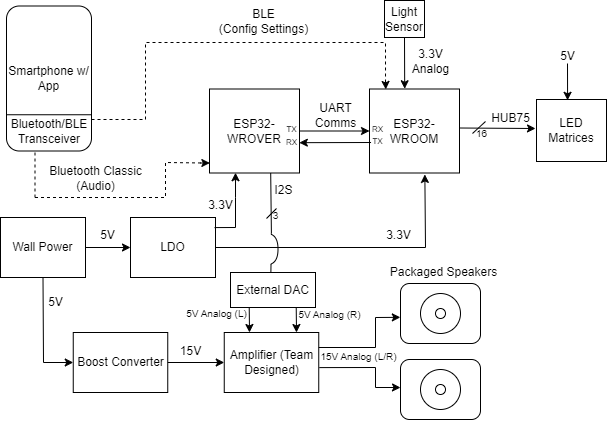 BLE
(Config Settings)
Light
Sensor
Smartphone w/
App
3.3V
Analog
5V
Bluetooth/BLE
Transceiver
ESP32-
WROVER
TX
RX
UART
Comms
ESP32-
WROOM
RX
TX
HUB75
16
LED
Matrices
Bluetooth Classic
(Audio)
I2S
3
3.3V
Wall Power
5V
LDO
3.3V
5V
External DAC
Packaged Speakers
5V Analog (L)
5V Analog (R)
Boost Converter
15V
Amplifier (Team
Designed)
15V Analog (L/R)